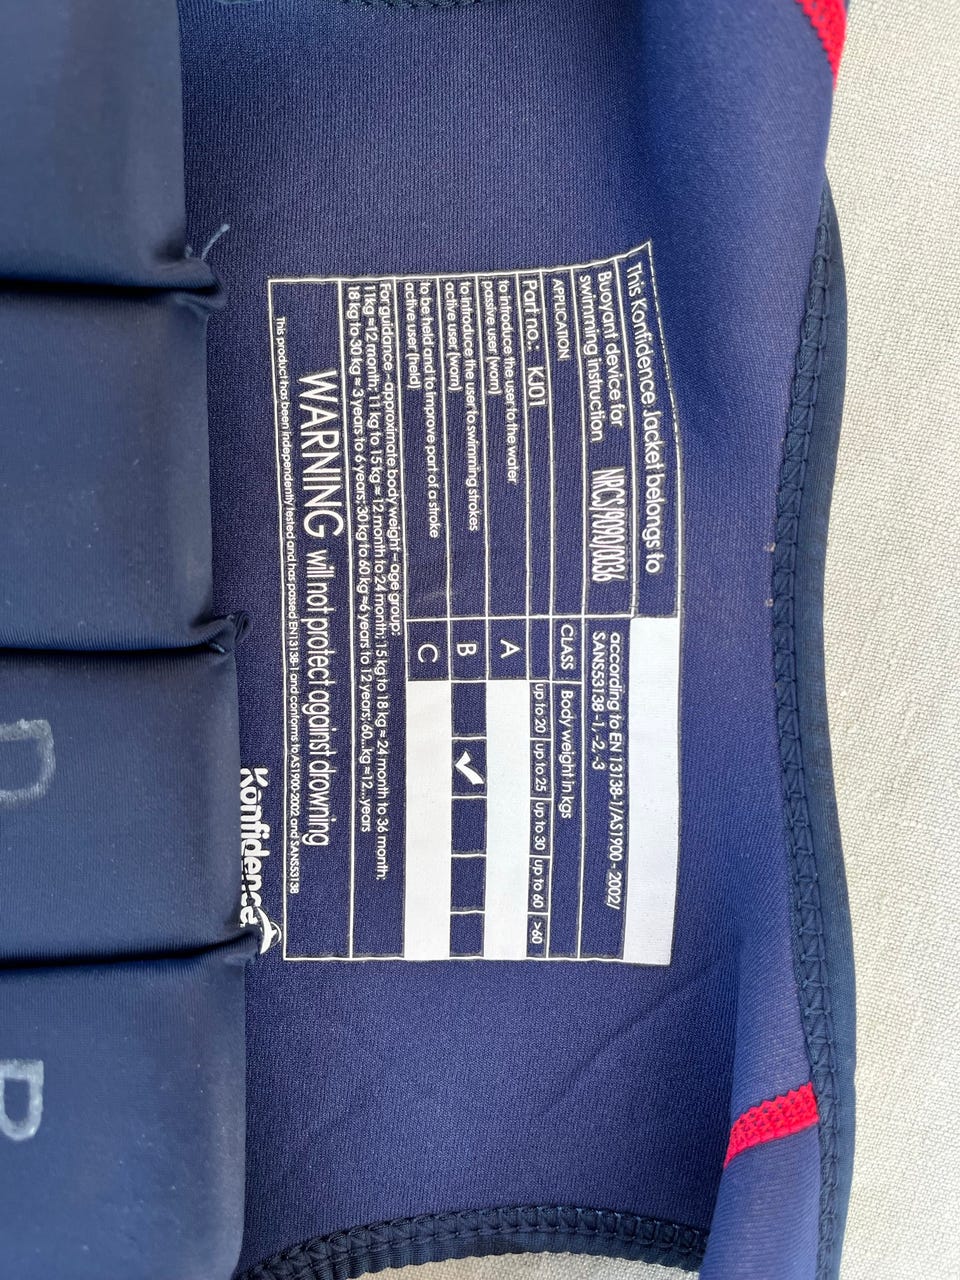 This Konfidence Jacket belongs to
Buoyant device for
swimming instruction NRCS/9090/0036
according to EN 13138-1/AS1900 - 2002/
SANS53138 -1, -2, -3
APPLICATION CLASS Body weight in kgs
Part no.: KJ01 up to 20 up to 25 up to 30 up to 60 >60
to introduce the user to the water
passive user (worn) A
to introduce the user to swimming strokes
active user (worn) B ✓
to be held and to improve part of a stroke
active user (held) C
For guidance - approximate body weight - age group:
11kg ≈ 12 month; 11 kg to 15 kg ≈ 12 month to 24 month; 15 kg to 18 kg ≈ 24 month to 36 month;
18 kg to 30 kg ≈ 3 years to 6 years; 30 kg to 60 kg ≈ 6 years to 12 years; 60...kg ≈ 12...years
WARNING will not protect against drowning
This product has been independently tested and has passed EN13138-1 and conforms to AS1900-2002 and SANS53138
Konfidence
D
P